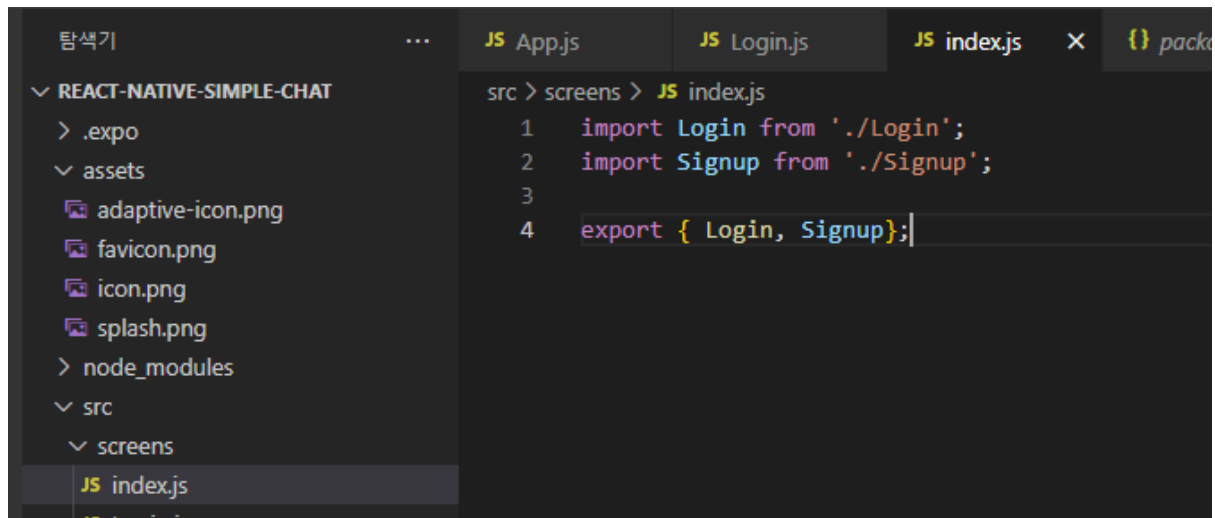 탐색기 ...
REACT-NATIVE-SIMPLE-CHAT
.expo
assets
adaptive-icon.png
favicon.png
icon.png
splash.png
node_modules
src
screens
JS index.js
JS App.js
JS Login.js
JS index.js
{}
src > screens > JS index.js
1 import Login from './Login';
2 import Signup from './Signup';
3
4 export { Login, Signup};